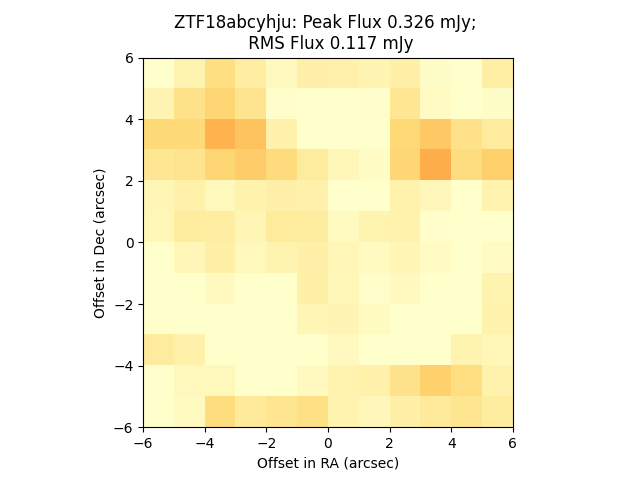 ZTF18abcyhju: Peak Flux 0.326 mJy;
RMS Flux 0.117 mJy
6
4
2
0
−2
−4
−6
Offset in Dec (arcsec)
−6 −4 −2 0 2 4 6
Offset in RA (arcsec)